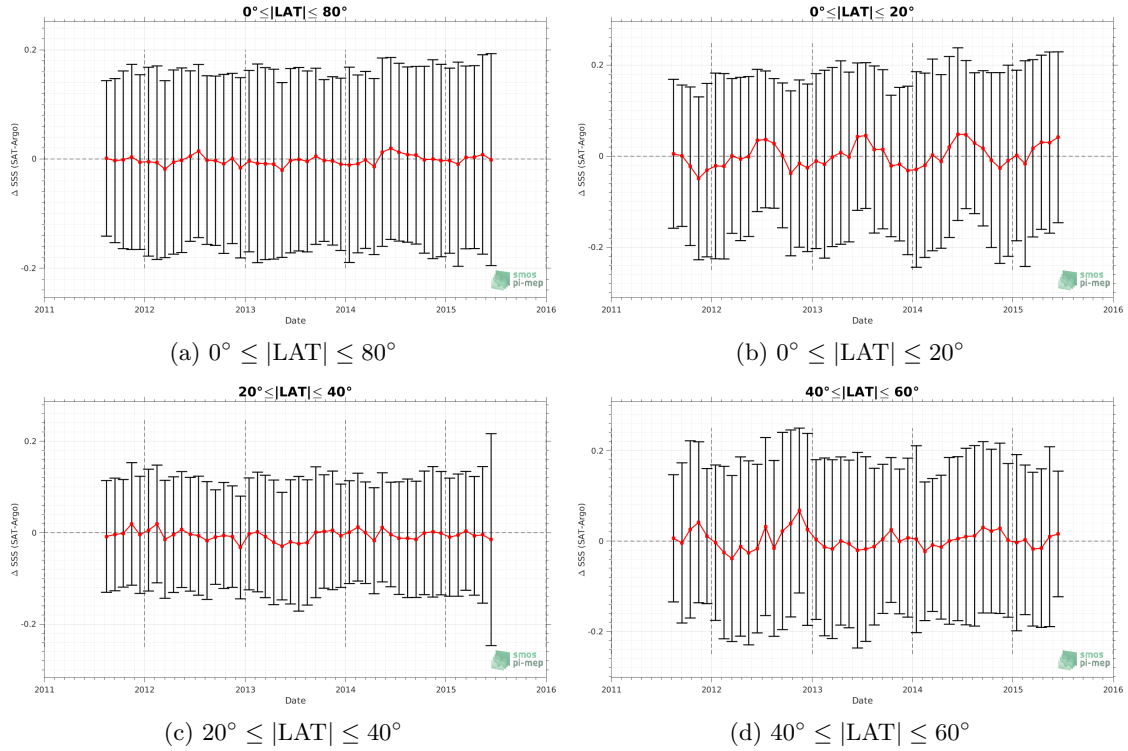 0°≤|LAT|≤ 80°
Δ SSS (SAT-Argo)
0.2
0
-0.2
smos
pi-mep
2011 2012 2013 2014 2015 2016
Date
(a) 0° ≤ |LAT| ≤ 80°
0°≤|LAT|≤ 20°
Δ SSS (SAT-Argo)
0.2
0
-0.2
smos
pi-mep
2011 2012 2013 2014 2015 2016
Date
(b) 0° ≤ |LAT| ≤ 20°
20°≤|LAT|≤ 40°
Δ SSS (SAT-Argo)
0.2
0
-0.2
smos
pi-mep
2011 2012 2013 2014 2015 2016
Date
(c) 20° ≤ |LAT| ≤ 40°
40°≤|LAT|≤ 60°
Δ SSS (SAT-Argo)
0.2
0
-0.2
smos
pi-mep
2011 2012 2013 2014 2015 2016
Date
(d) 40° ≤ |LAT| ≤ 60°